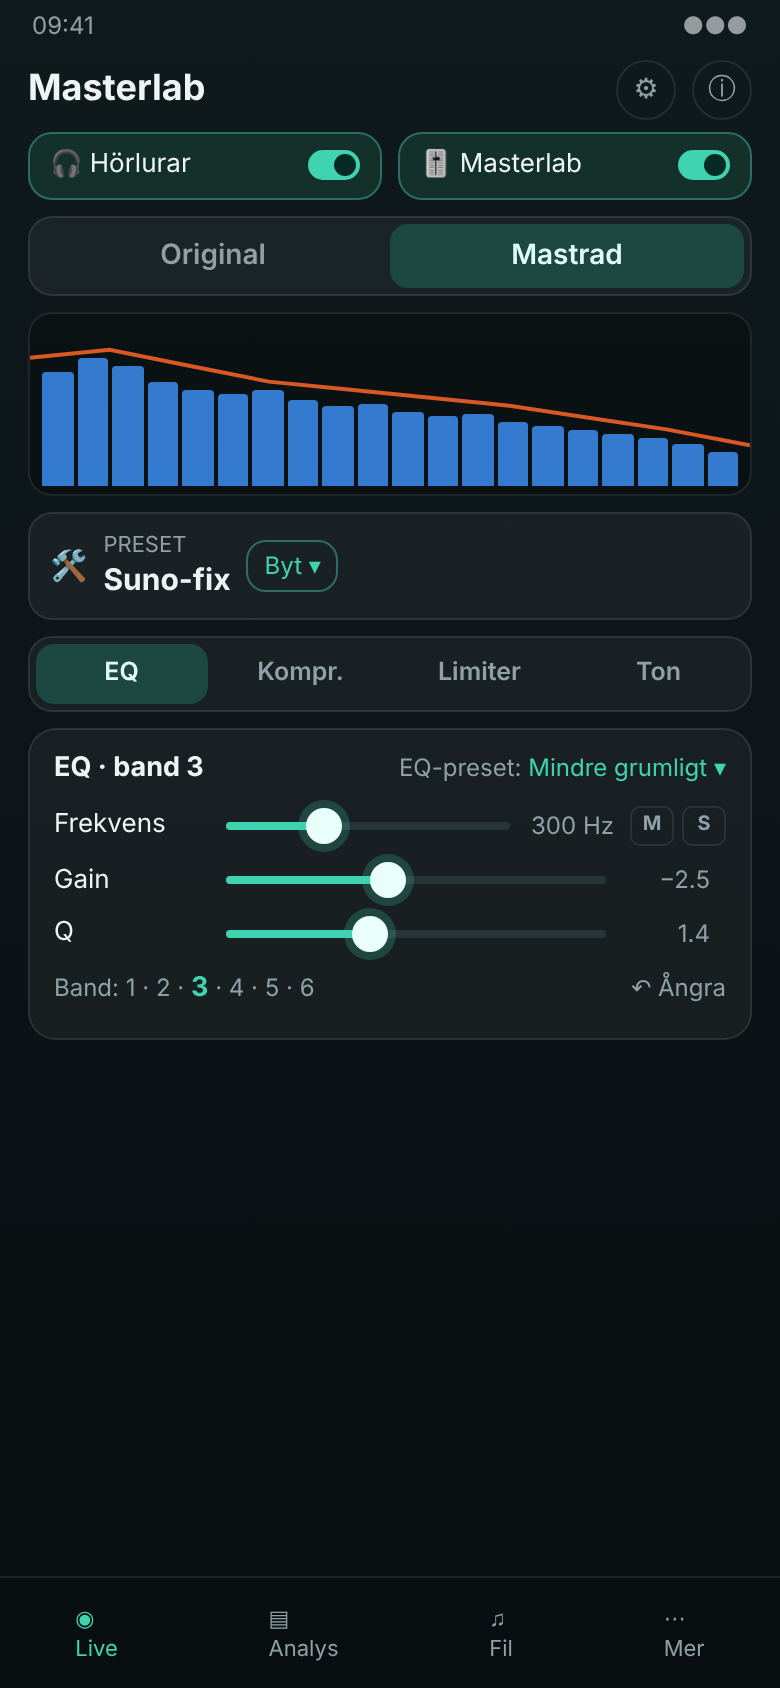 09:41
Masterlab
Hörlurar
Masterlab
Original
Mastrad
PRESET
Suno-fix
Byt ▾
EQ
Kompr.
Limiter
Ton
EQ · band 3
EQ-preset: Mindre grumligt ▾
Frekvens
300 Hz
M
S
Gain
−2.5
Q
1.4
Band: 1 · 2 · 3 · 4 · 5 · 6
↶ Ångra
Live
Analys
Fil
Mer